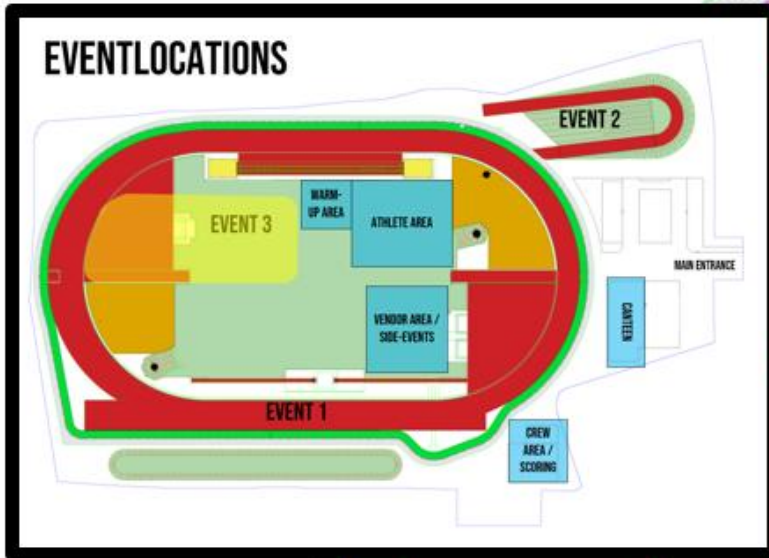 EVENTLOCATIONS
EVENT 2
WARM-
UP AREA
ATHLETE AREA
EVENT 3
MAIN ENTRANCE
CANTEEN
VENDOR AREA /
SIDE-EVENTS
EVENT 1
CREW
AREA /
SCORING